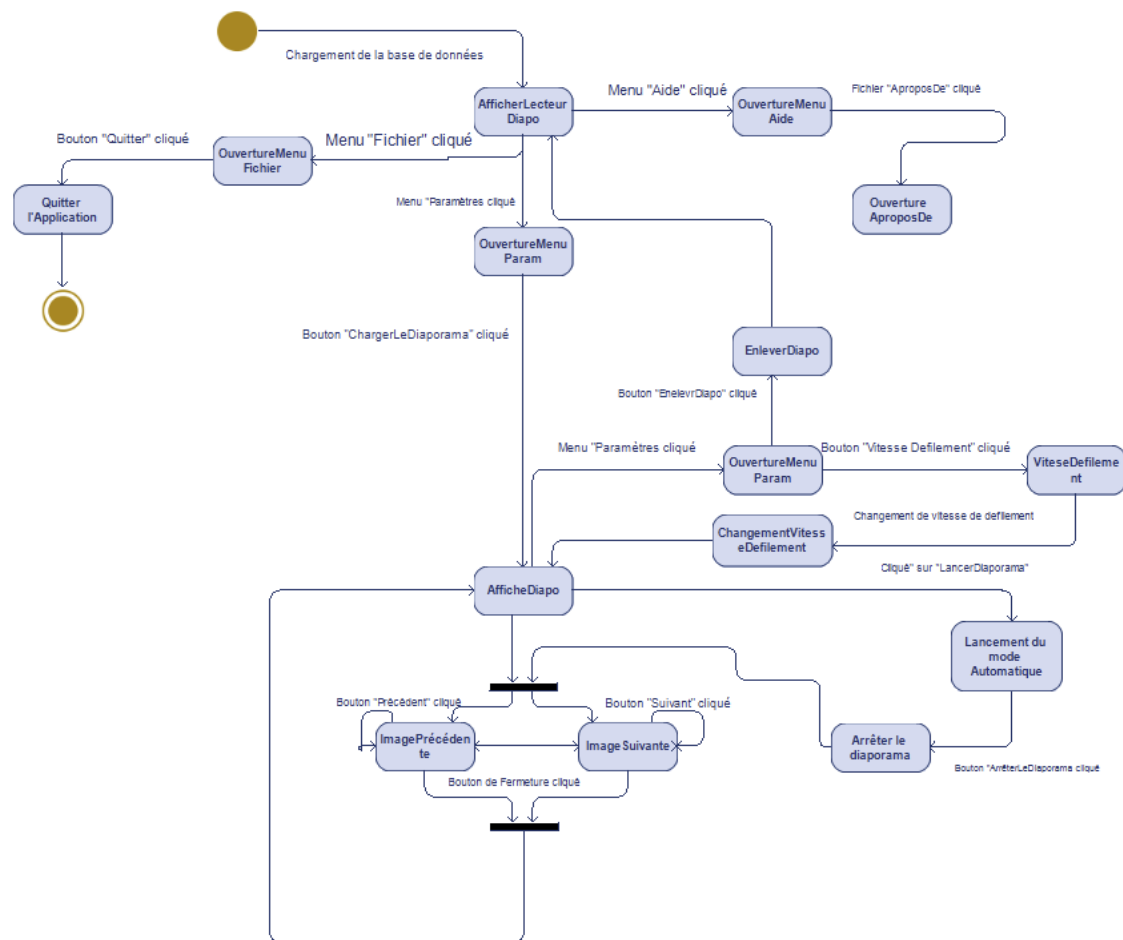 Chargement de la base de données
AfficherLecteur
Diapo
Menu "Aide" cliqué
OuvertureMenu
Aide
Fichier "AproposDe" cliqué
Bouton "Quitter" cliqué
OuvertureMenu
Fichier
Menu "Fichier" cliqué
Quitter
l'Application
Menu "Paramètres cliqué
Ouverture
AproposDe
OuvertureMenu
Param
Bouton "ChargerLeDiaporama" cliqué
EnleverDiapo
Bouton "EnelevrDiapo" cliqué
Menu "Paramètres cliqué
OuvertureMenu
Param
Bouton "Vitesse Defilement" cliqué
ViteseDefileme
nt
Changement de vitesse de defilement
ChangementVites
seDefilement
Cliqué" sur "LancerDiaporama"
AfficheDiapo
Lancement du
mode
Automatique
Bouton "Précédent" cliqué
Bouton "Suivant" cliqué
ImagePrécéden
te
ImageSuivante
Arrêter le
diaporama
Bouton "ArrêterLeDiaporama cliqué
Bouton de Fermeture cliqué